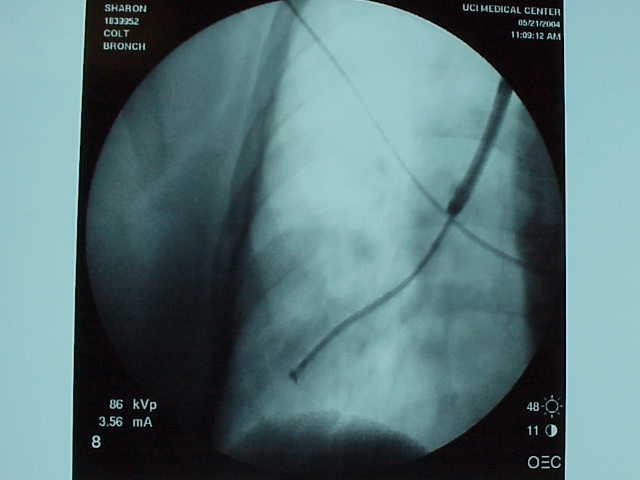 SHARON
1839952
COLT
BRONCH
UCI MEDICAL CENTER
05/21/2004
11:09:12 AM
86 kVp
3.56 mA
8
48
11
OEC